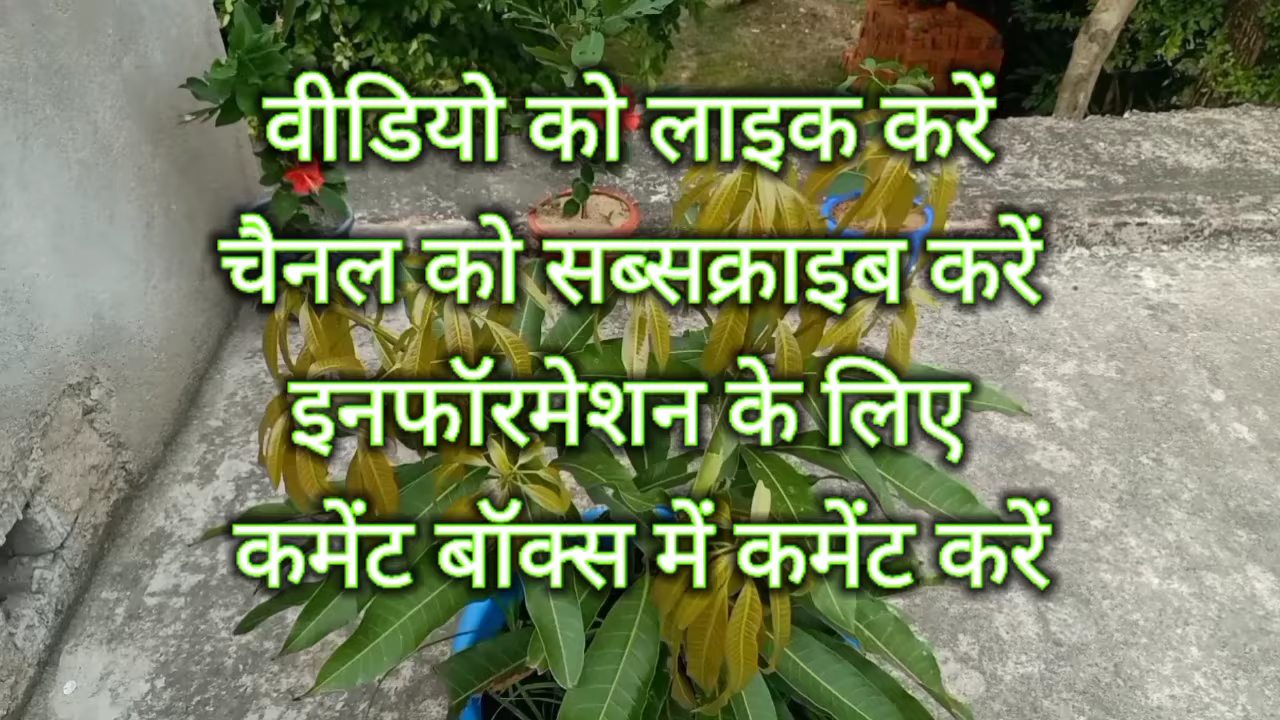 वीडियो को लाइक करें
चैनल को सब्सक्राइब करें
इनफॉरमेशन के लिए
कमेंट बॉक्स में कमेंट करें